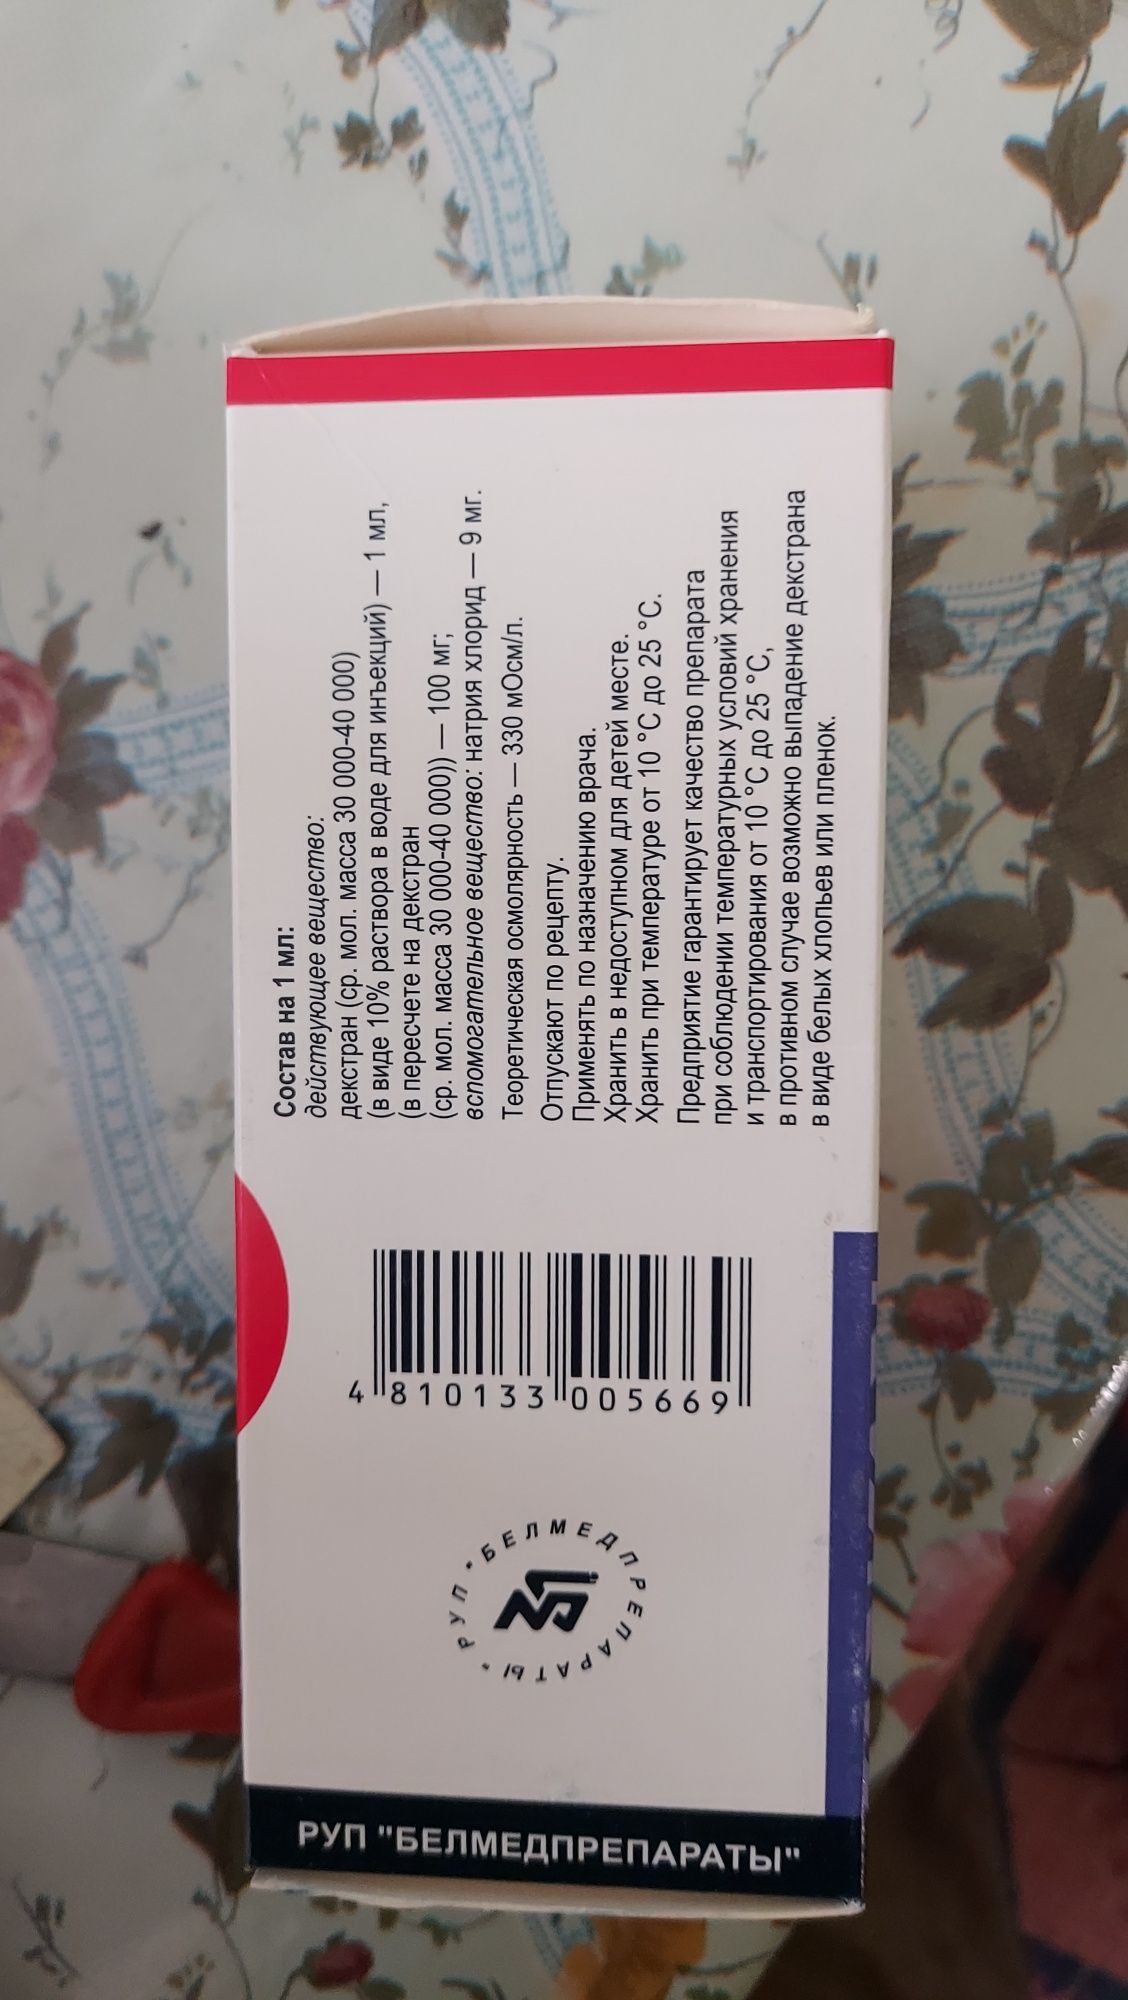 Состав на 1 мл:
действующее вещество:
декстран (ср. мол. масса 30 000-40 000)
(в виде 10% раствора в воде для инъекций) — 1 мл,
(в пересчете на декстран
(ср. мол. масса 30 000-40 000)) — 100 мг;
вспомогательное вещество: натрия хлорид — 9 мг.
Теоретическая осмолярность — 330 мОсм/л.
Отпускают по рецепту.
Применять по назначению врача.
Хранить в недоступном для детей месте.
Хранить при температуре от 10 °С до 25 °С.
Предприятие гарантирует качество препарата
при соблюдении температурных условий хранения
и транспортирования от 10 °С до 25 °С,
в противном случае возможно выпадение декстрана
в виде белых хлопьев или пленок.
4 810133 005669
РУП • БЕЛМЕДПРЕПАРАТЫ •
РУП "БЕЛМЕДПРЕПАРАТЫ"